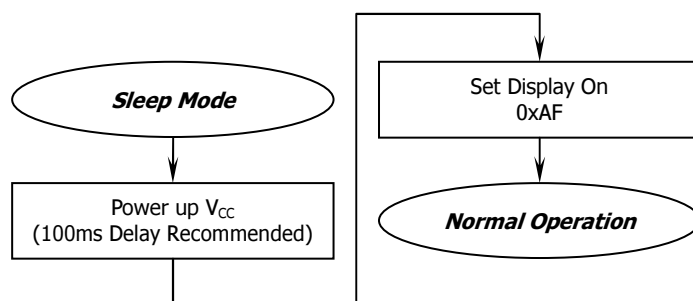 Sleep Mode
Power up VCC
(100ms Delay Recommended)
Set Display On
0xAF
Normal Operation